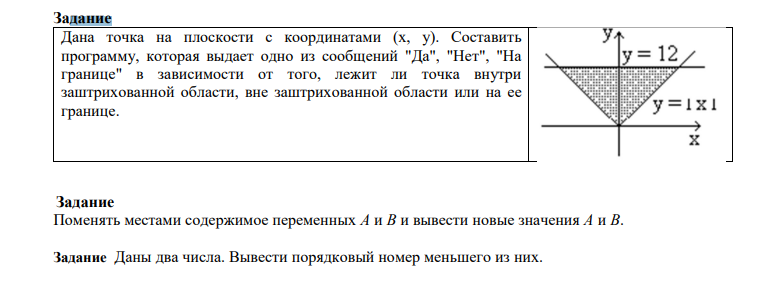 Задание
Дана точка на плоскости с координатами (x, y). Составить
программу, которая выдает одно из сообщений "Да", "Нет", "На
границе" в зависимости от того, лежит ли точка внутри
заштрихованной области, вне заштрихованной области или на ее
границе.
y
y = 12
y = | x |
x
Задание
Поменять местами содержимое переменных A и B и вывести новые значения A и B.
Задание Даны два числа. Вывести порядковый номер меньшего из них.